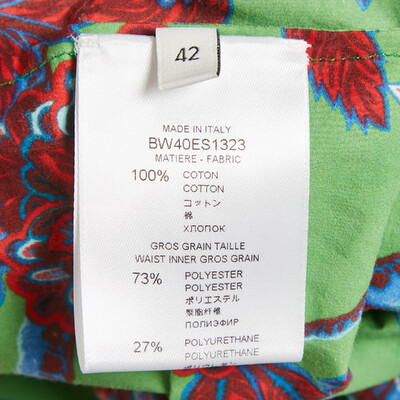 42
MADE IN ITALY
BW40ES1323
MATIERE - FABRIC
100% COTON
COTTON
コットン
棉
ХЛОПОК
GROS GRAIN TAILLE
WAIST INNER GROS GRAIN
73% POLYESTER
POLYESTER
ポリエステル
聚脂纤维
ПОЛИЭФИР
27% POLYURETHANE
POLYURETHANE